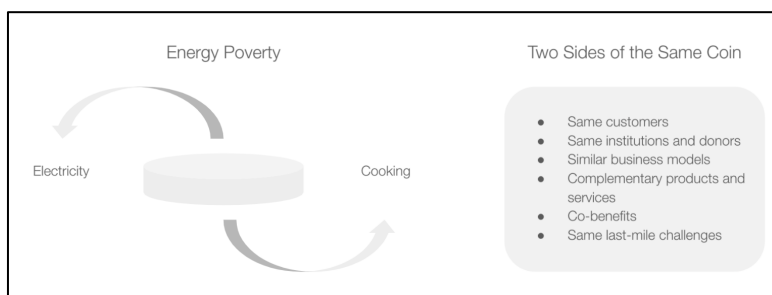 Energy Poverty
Electricity
Cooking
Two Sides of the Same Coin
● Same customers
● Same institutions and donors
● Similar business models
● Complementary products and
services
● Co-benefits
● Same last-mile challenges